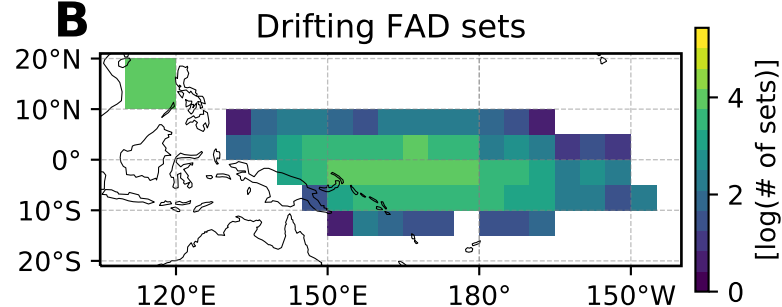 B
Drifting FAD sets
20°N
10°N
0°
10°S
20°S
120°E 150°E 180° 150°W
4
2
0
[log(# of sets)]